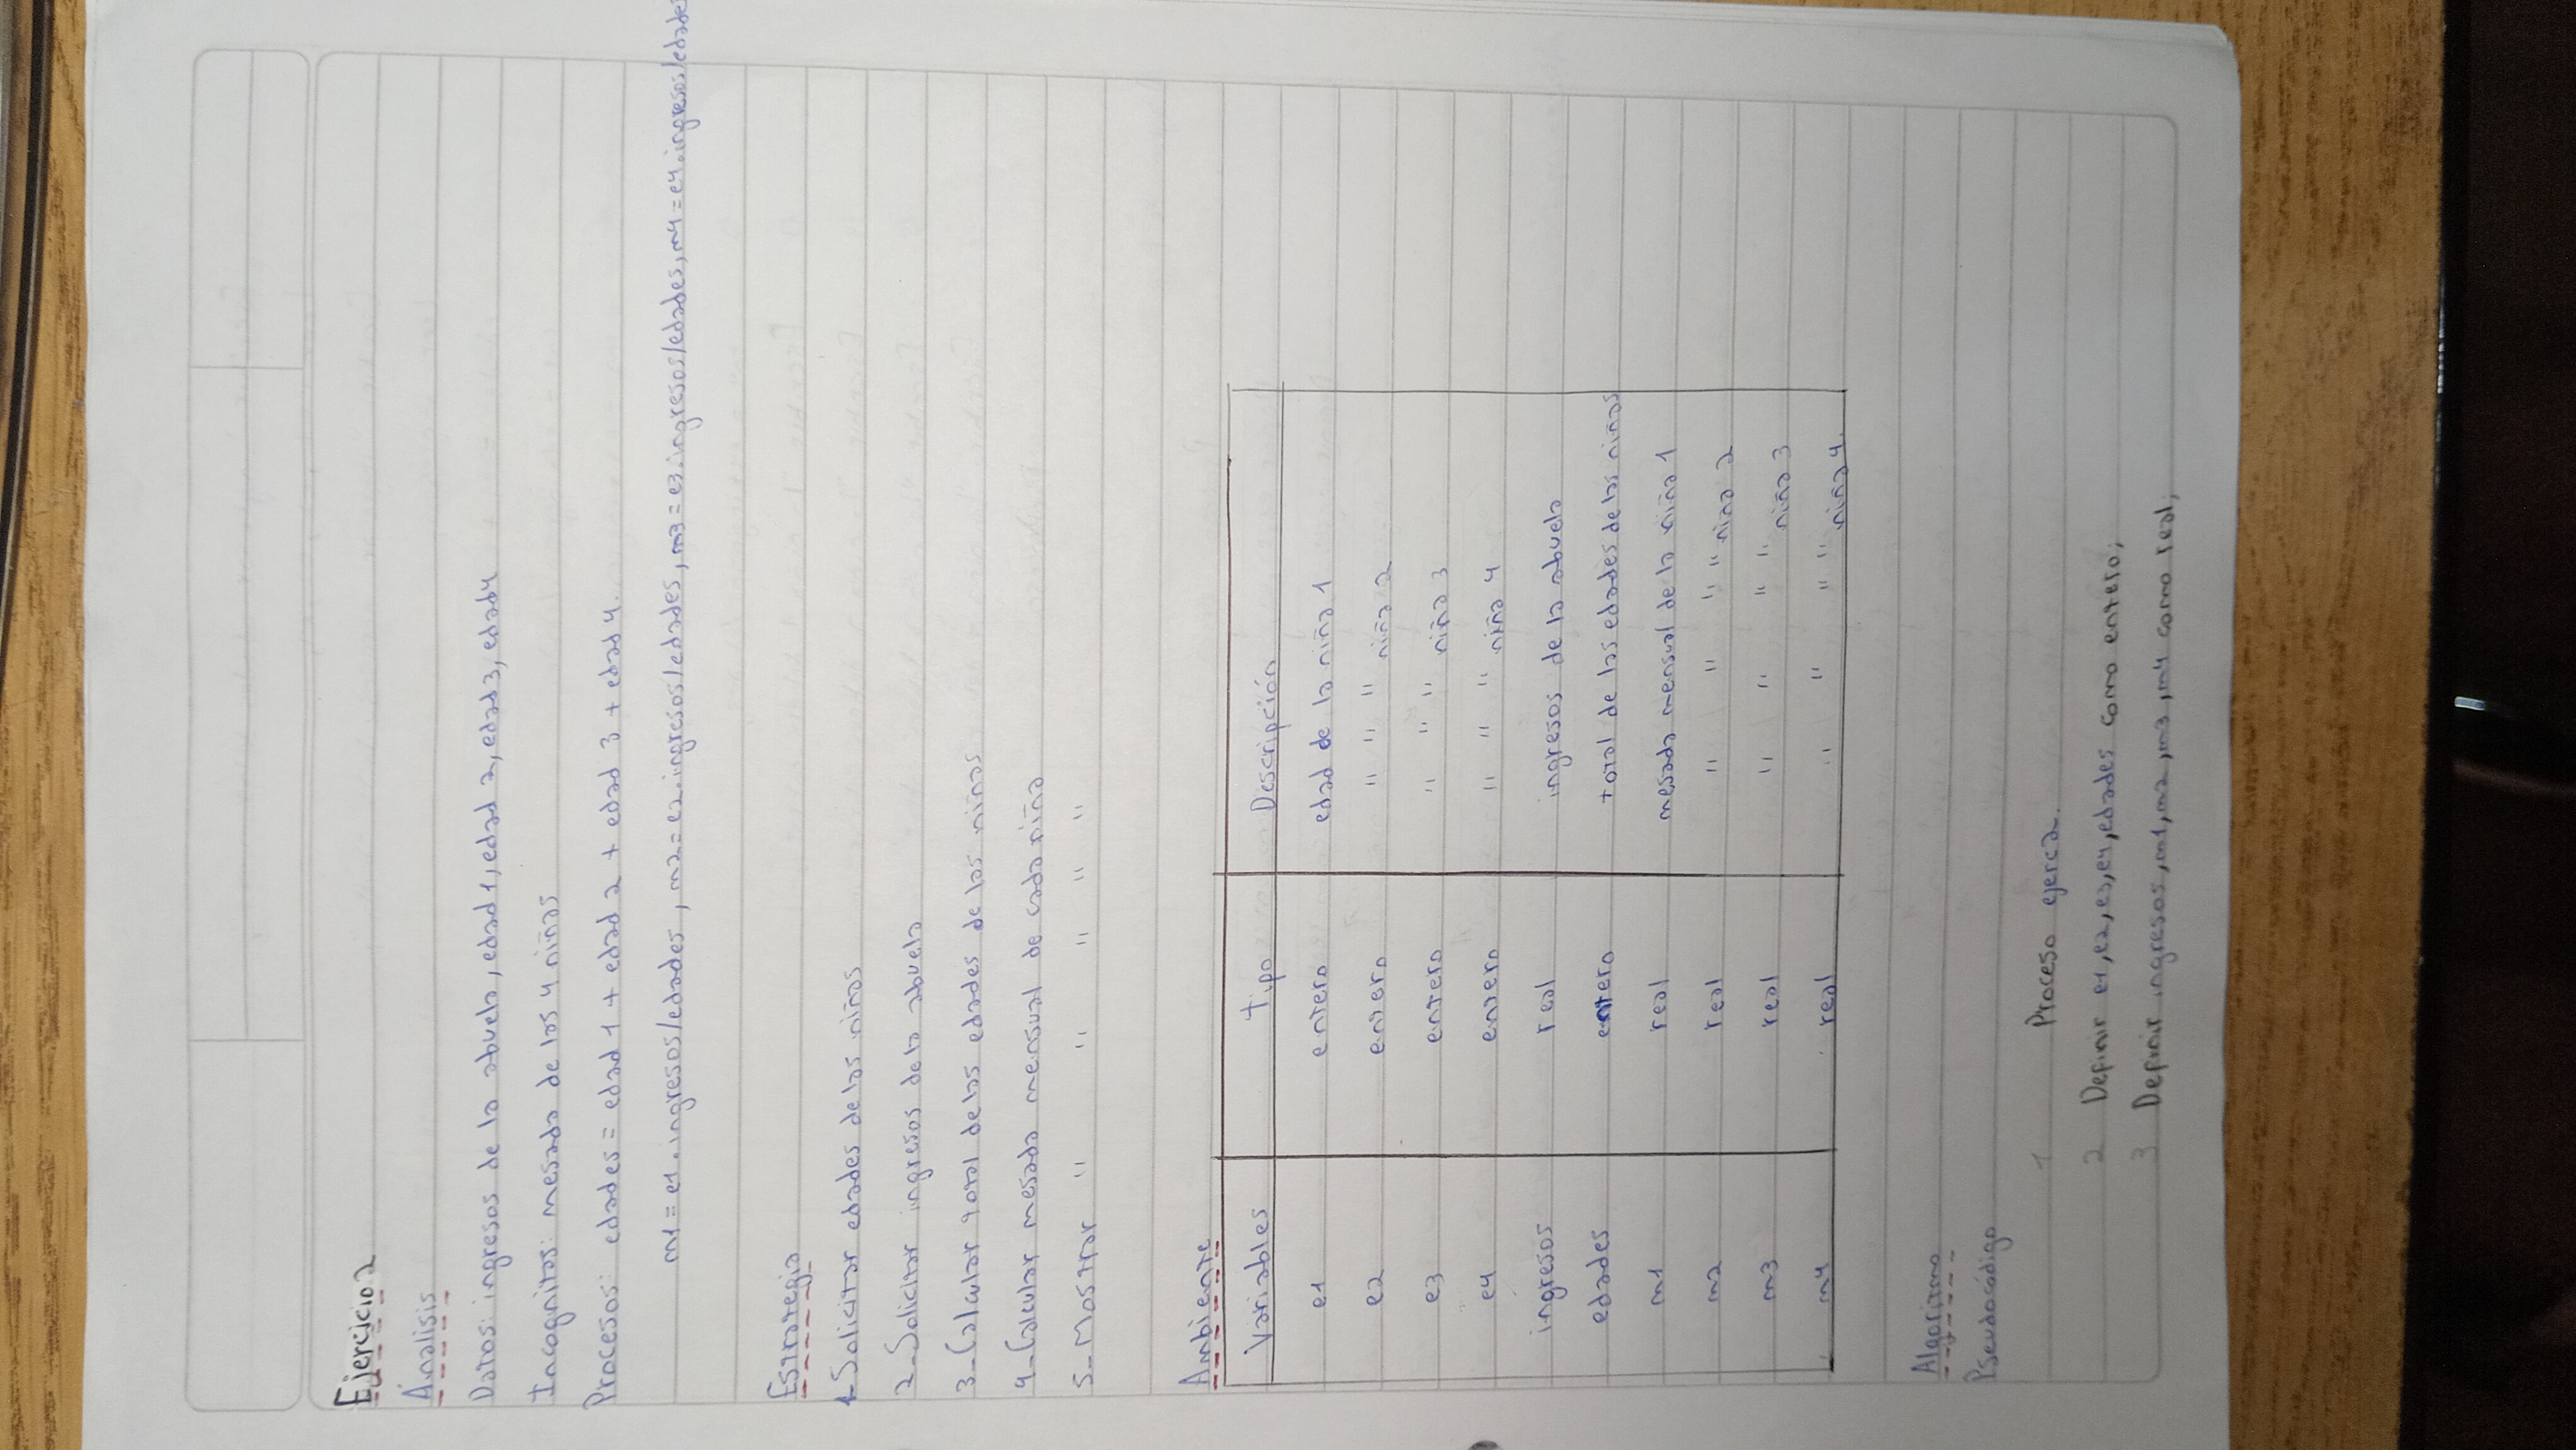 Ejercicio 2
Análisis
Datos: ingresos de la abuela, edad 1, edad 2, edad 3, edad 4
Incognitas: mesada de las 4 niñas
Procesos: edades = edad 1 + edad 2 + edad 3 + edad 4.
m1 = e1.ingresos/edades, m2 = e2.ingresos/edades, m3 = e3.ingresos/edades, m4 = e4.ingresos/edades
Estrategia
1- Solicitar edades de las niñas
2- Solicitar ingresos de la abuela
3- Calcular total de las edades de las niñas
4- Calcular mesada mensual de cada niña
5- Mostrar " " " " "
Ambiente
Variables tipo Descripción
e1 entero edad de la niña 1
e2 entero " " " niña 2
e3 entero " " " niña 3
e4 entero " " " niña 4
ingresos real ingresos de la abuela
edades entero total de las edades de las niñas
m1 real mesada mensual de la niña 1
m2 real " " " " niña 2
m3 real " " " " niña 3
m4 real " " " " niña 4.
Algoritmo
Pseudocódigo
1 Proceso ejerc2.
2 Definir e1, e2, e3, e4, edades como entero;
3 Definir ingresos, m1, m2, m3, m4 como real;